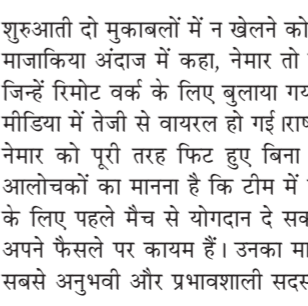 शुरुआती दो मुकाबलों में न खेलने को
माजाकिया अंदाज में कहा, नेमार तो
जिन्हें रिमोट वर्क के लिए बुलाया गय
मीडिया में तेजी से वायरल हो गई।राष्
नेमार को पूरी तरह फिट हुए बिना
आलोचकों का मानना है कि टीम में
के लिए पहले मैच से योगदान दे सक
अपने फैसले पर कायम हैं। उनका मा
सबसे अनुभवी और प्रभावशाली सदस